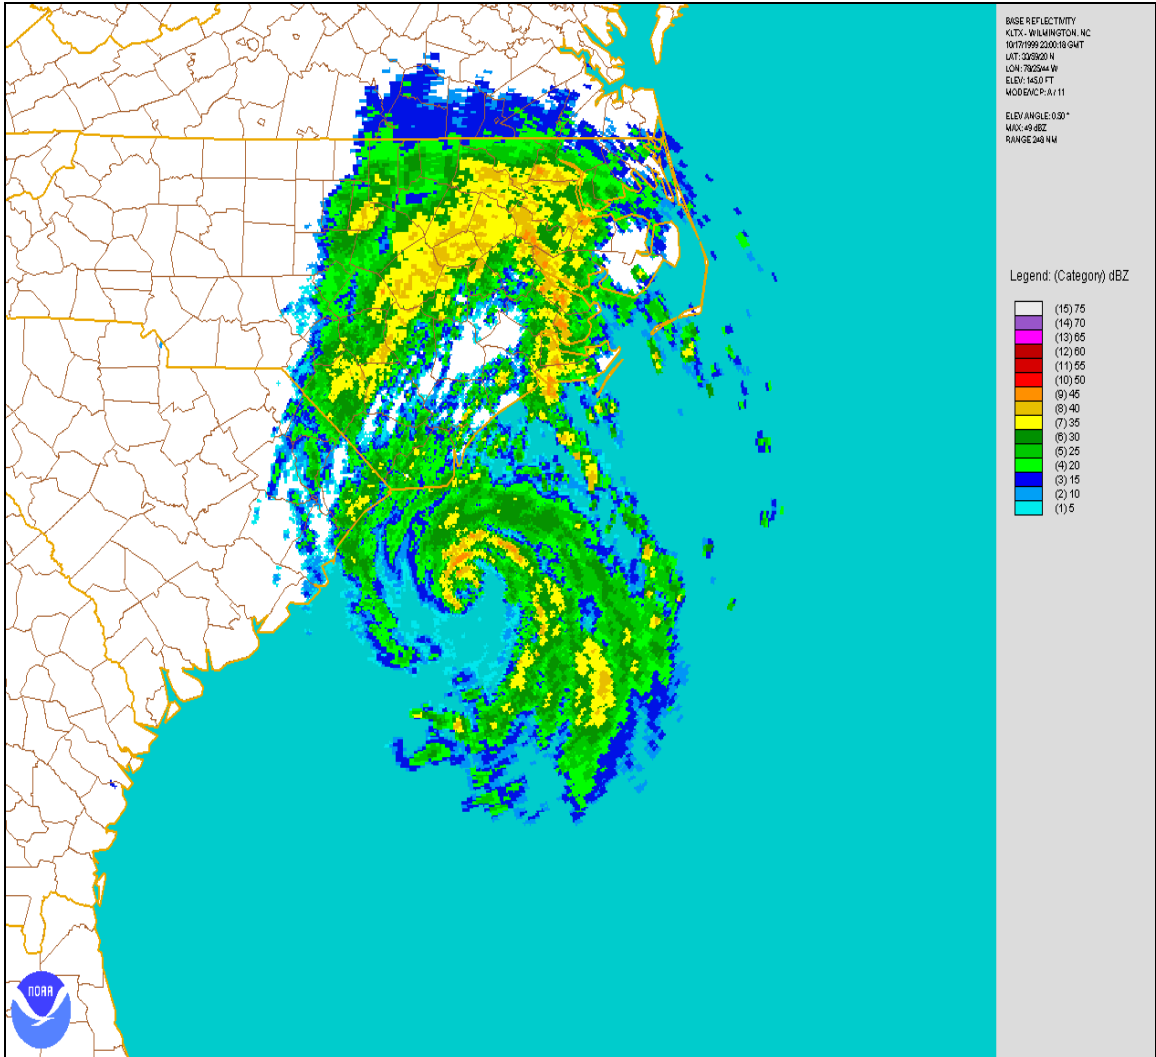 BASE REFLECTIVITY
KLTX - WILMINGTON, NC
10/17/1999 23:00:18 GMT
LAT: 33/59/20 N
LON: 78/25/44 W
ELEV: 145.0 FT
MODE/VCP: A / 11
ELEV ANGLE: 0.50 °
MAX: 49 dBZ
RANGE 248 NM
Legend: (Category) dBZ
(15) 75
(14) 70
(13) 65
(12) 60
(11) 55
(10) 50
(9) 45
(8) 40
(7) 35
(6) 30
(5) 25
(4) 20
(3) 15
(2) 10
(1) 5
NOAA